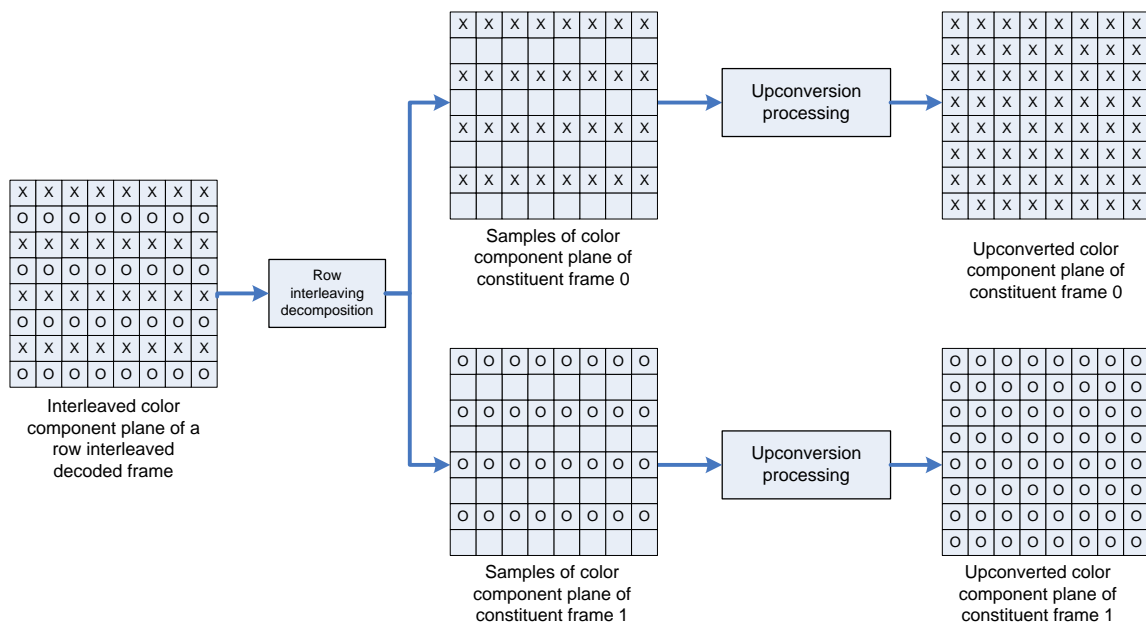 X X X X X X X X
X X X X X X X X
X X X X X X X X
X X X X X X X X
Samples of color
component plane of
constituent frame 0
Upconversion
processing
X X X X X X X X
X X X X X X X X
X X X X X X X X
X X X X X X X X
X X X X X X X X
X X X X X X X X
X X X X X X X X
X X X X X X X X
Upconverted color
component plane of
constituent frame 0
X X X X X X X X
O O O O O O O O
X X X X X X X X
O O O O O O O O
X X X X X X X X
O O O O O O O O
X X X X X X X X
O O O O O O O O
Interleaved color
component plane of a
row interleaved
decoded frame
Row
interleaving
decomposition
O O O O O O O O
O O O O O O O O
O O O O O O O O
O O O O O O O O
Samples of color
component plane of
constituent frame 1
Upconversion
processing
O O O O O O O O
O O O O O O O O
O O O O O O O O
O O O O O O O O
O O O O O O O O
O O O O O O O O
O O O O O O O O
O O O O O O O O
Upconverted color
component plane of
constituent frame 1